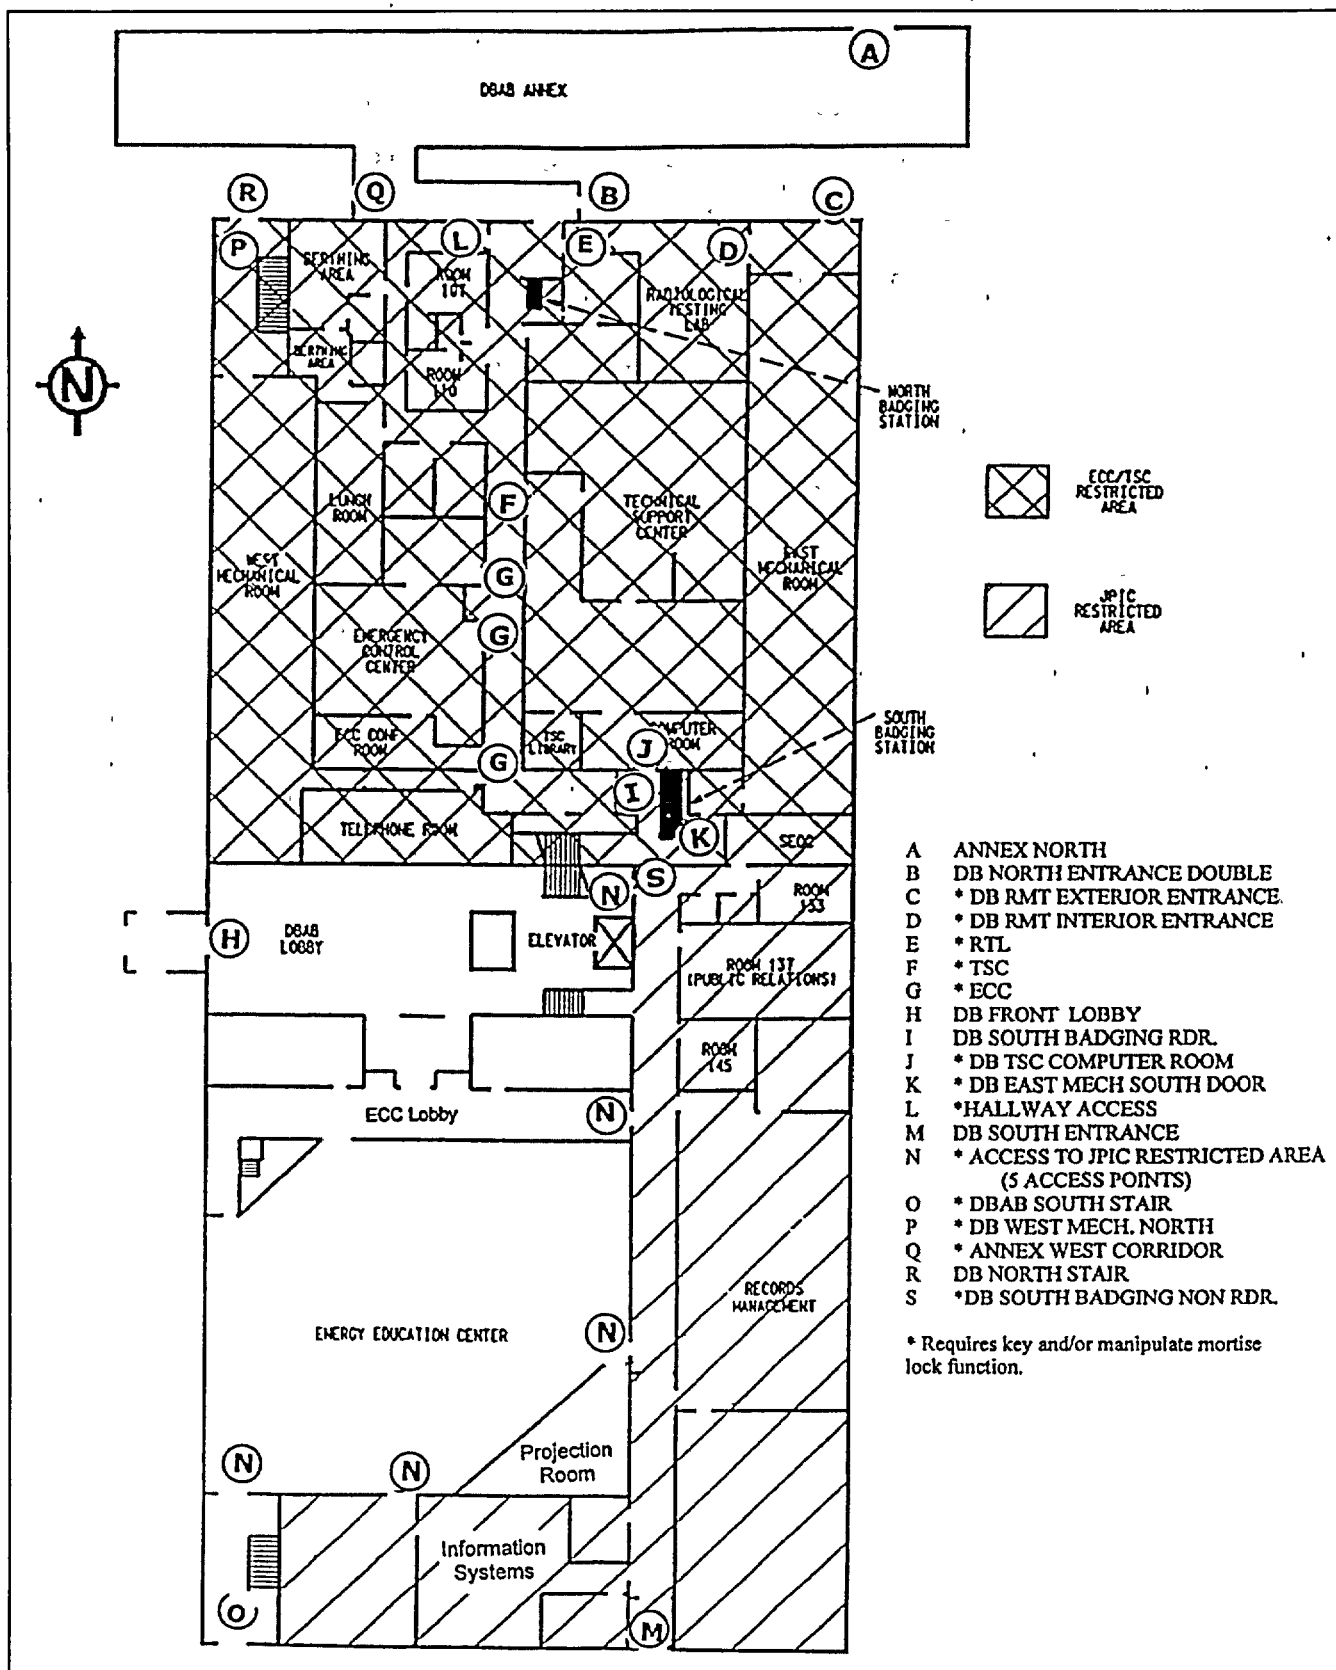 A
DBAB ANNEX
R
Q
B
C
P
L
E
D
BERTHING
AREA
ROOM
107
RADIOLOGICAL
TESTING
LAB
BERTHING
AREA
ROOM
110
N
NORTH
BADGING
STATION
ECC/TSC
RESTRICTED
AREA
LUNCH
ROOM
F
TECHNICAL
SUPPORT
CENTER
WEST
MECHANICAL
ROOM
EAST
MECHANICAL
ROOM
G
JPIC
RESTRICTED
AREA
G
EMERGENCY
CONTROL
CENTER
SOUTH
BADGING
STATION
ECC CONF
ROOM
TSC
LIBRARY
COMPUTER
ROOM
J
G
I
TELEPHONE ROOM
K
SEO2
S
N
ROOM
133
H
DBAB
LOBBY
ELEVATOR
ROOM 137
(PUBLIC RELATIONS)
ROOM
145
ECC Lobby
N
A ANNEX NORTH
B DB NORTH ENTRANCE DOUBLE
C * DB RMT EXTERIOR ENTRANCE.
D * DB RMT INTERIOR ENTRANCE
E * RTL
F * TSC
G * ECC
H DB FRONT LOBBY
I DB SOUTH BADGING RDR.
J * DB TSC COMPUTER ROOM
K * DB EAST MECH SOUTH DOOR
L *HALLWAY ACCESS
M DB SOUTH ENTRANCE
N * ACCESS TO JPIC RESTRICTED AREA
(5 ACCESS POINTS)
O * DBAB SOUTH STAIR
P * DB WEST MECH. NORTH
Q * ANNEX WEST CORRIDOR
R DB NORTH STAIR
S *DB SOUTH BADGING NON RDR.
* Requires key and/or manipulate mortise
lock function.
RECORDS
MANAGEMENT
ENERGY EDUCATION CENTER
N
N
N
Projection
Room
Information
Systems
O
M